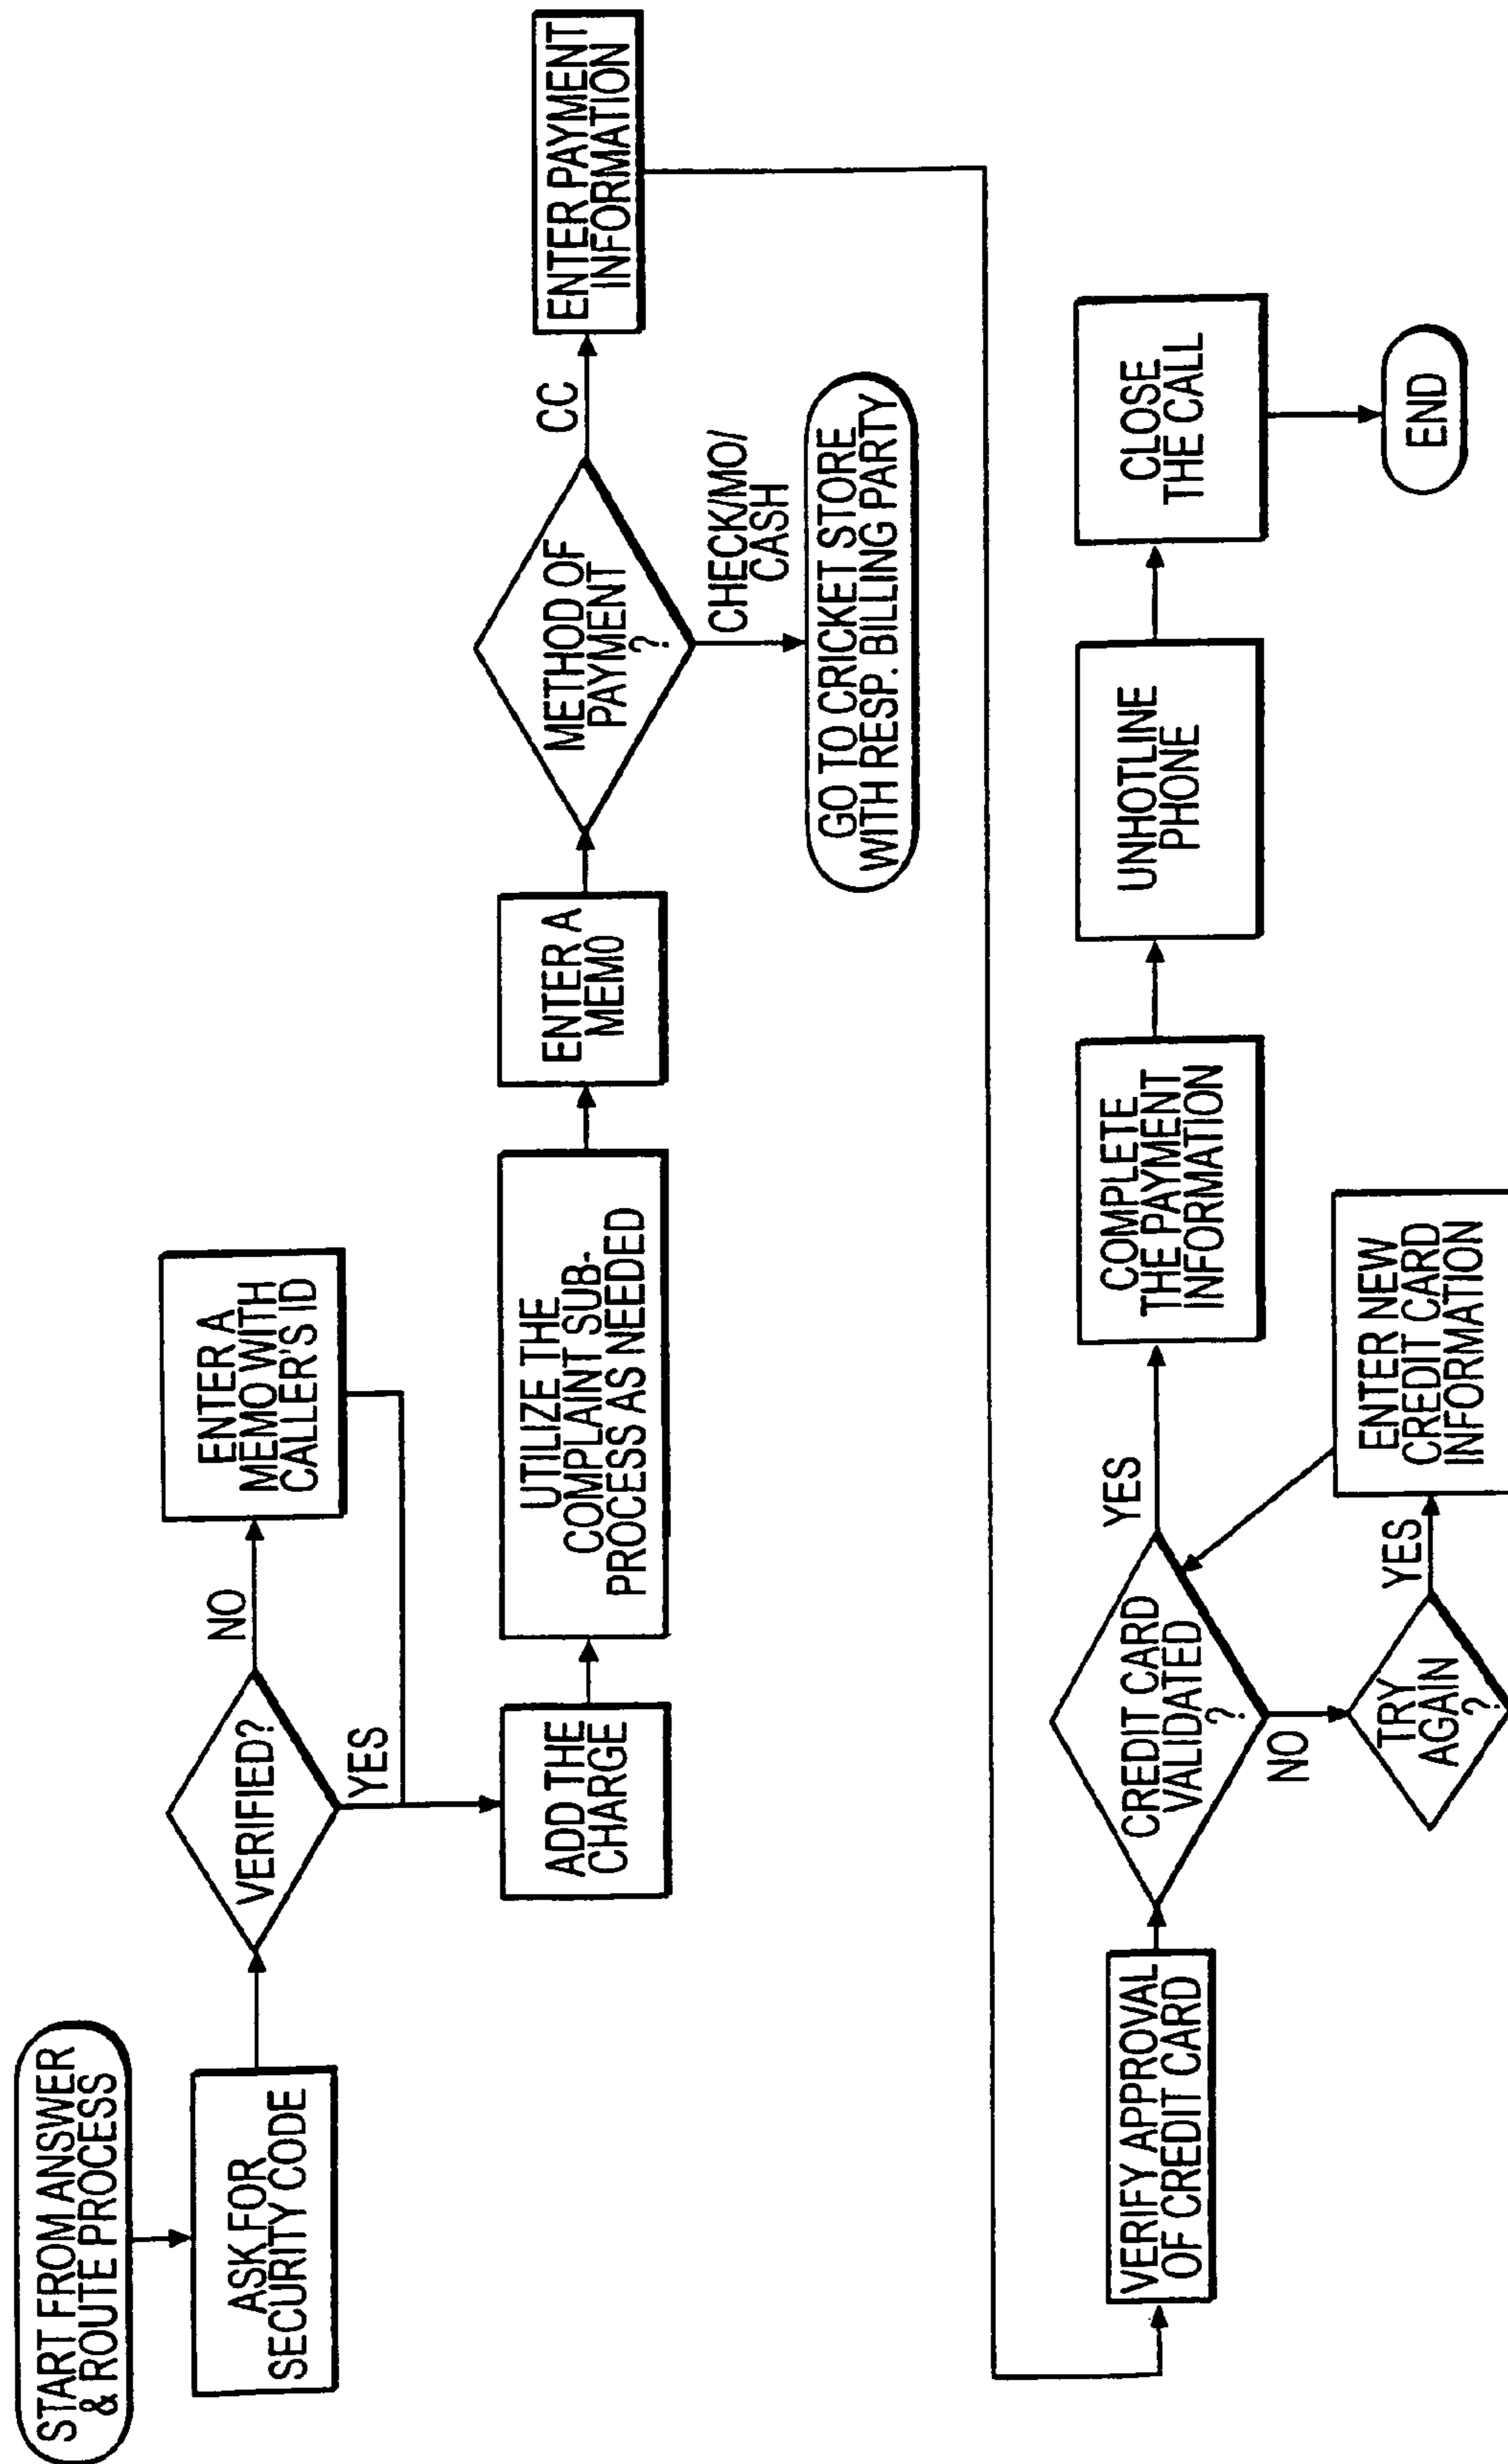 START FROM ANSWER
& ROUTE PROCESS
ASK FOR
SECURITY CODE
VERIFIED?
NO
ENTER A
MEMO WITH
CALLER'S ID
YES
ADD THE
CHARGE
UTILIZE THE
COMPLAINT SUB-
PROCESS AS NEEDED
ENTER A
MEMO
METHOD OF
PAYMENT
?
CC
ENTER PAYMENT
INFORMATION
CHECK/MO/
CASH
GO TO CRICKET STORE
WITH RESP. BILLING PARTY
VERIFY APPROVAL
OF CREDIT CARD
CREDIT CARD
VALIDATED
?
YES
COMPLETE
THE PAYMENT
INFORMATION
UNHOTLINE
PHONE
CLOSE
THE CALL
END
NO
TRY
AGAIN
?
YES
ENTER NEW
CREDIT CARD
INFORMATION